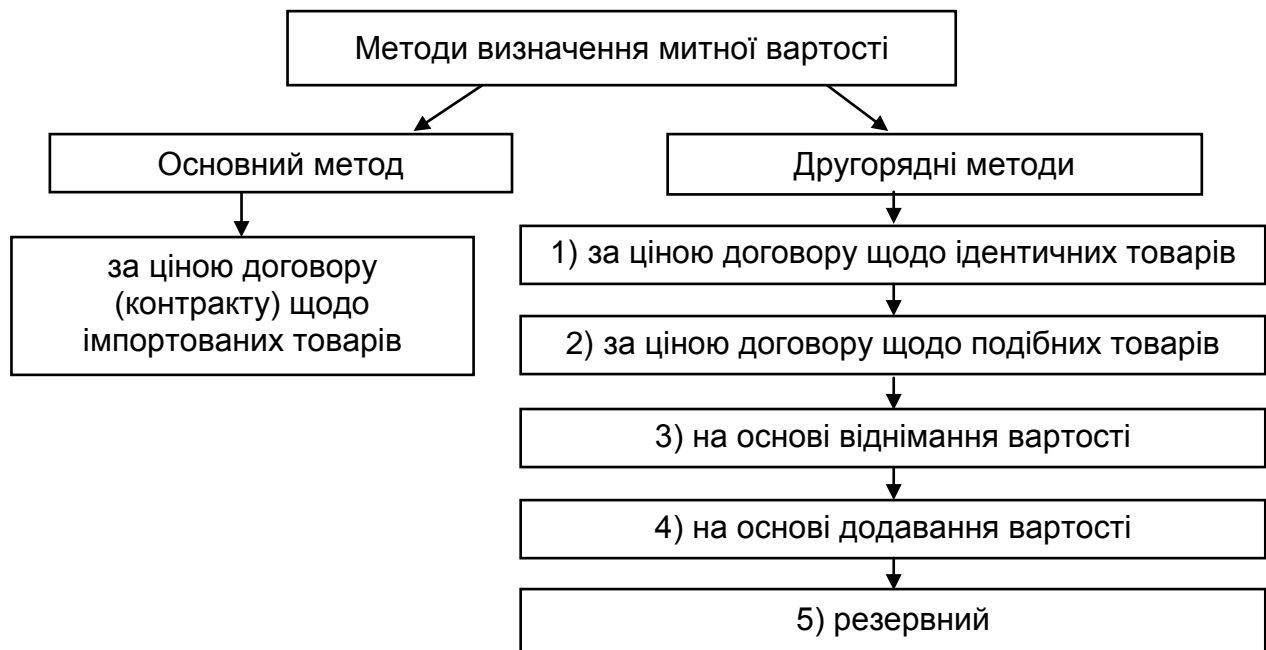 Методи визначення митної вартості
Основний метод
Другорядні методи
за ціною договору
(контракту) щодо
імпортованих товарів
1) за ціною договору щодо ідентичних товарів
2) за ціною договору щодо подібних товарів
3) на основі віднімання вартості
4) на основі додавання вартості
5) резервний